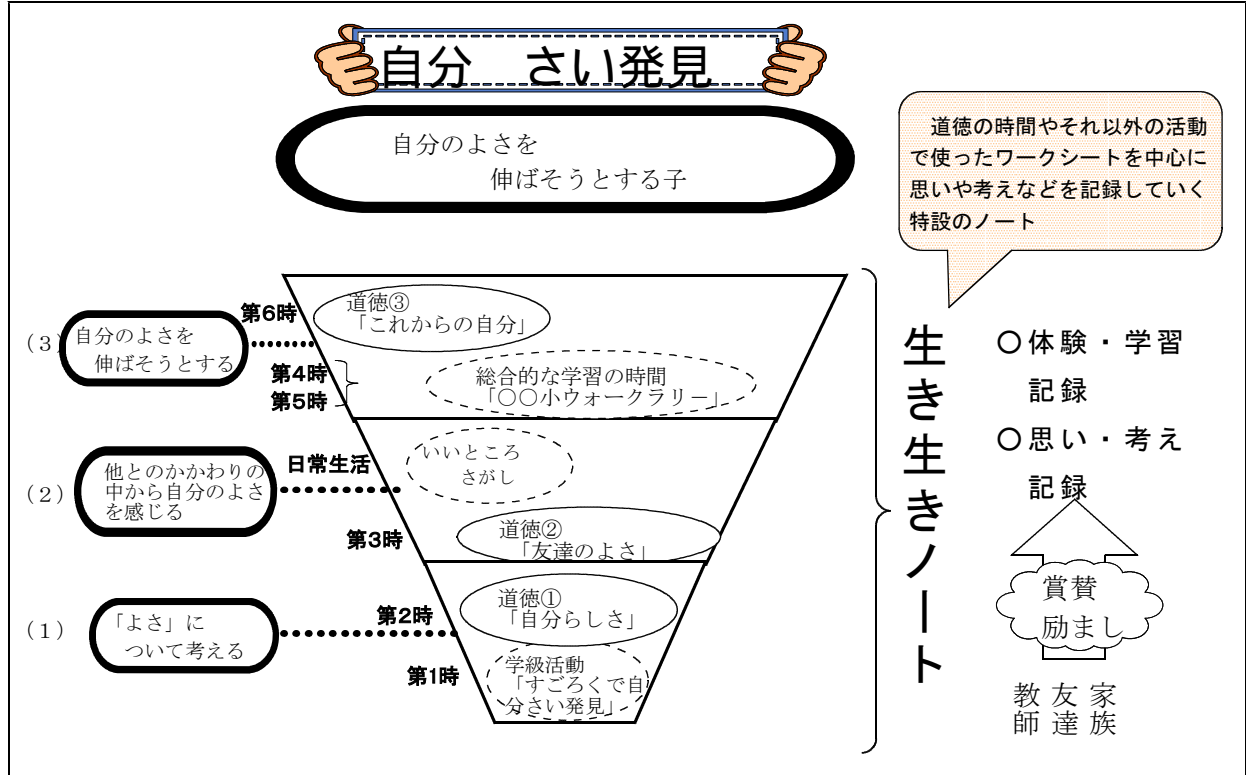 自分　さい発見
自分のよさを
伸ばそうとする子
道徳の時間やそれ以外の活動
で使ったワークシートを中心に
思いや考えなどを記録していく
特設のノート
第6時
道徳③
「これからの自分」
（3）
自分のよさを
伸ばそうとする
第4時
第5時
総合的な学習の時間
「〇〇小ウォークラリー」
（2）
他とのかかわりの
中から自分のよさ
を感じる
日常生活
いいところ
さがし
第3時
道徳②
「友達のよさ」
（1）
「よさ」に
ついて考える
第2時
道徳①
「自分らしさ」
第1時
学級活動
「すごろくで自
分さい発見」
生き生きノート
〇体験・学習
記録
〇思い・考え
記録
賞賛
励まし
家族
友達
教師